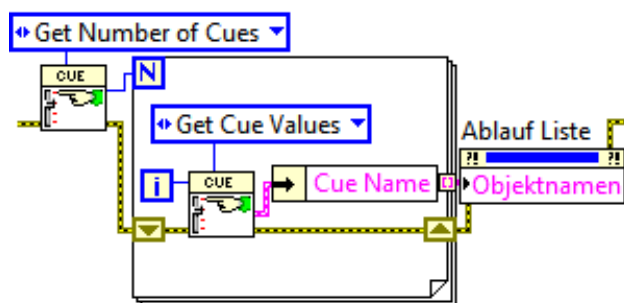 Get Number of Cues
CUE
N
Get Cue Values
i
CUE
Cue Name
Ablauf Liste
?! ?!
Objektnamen